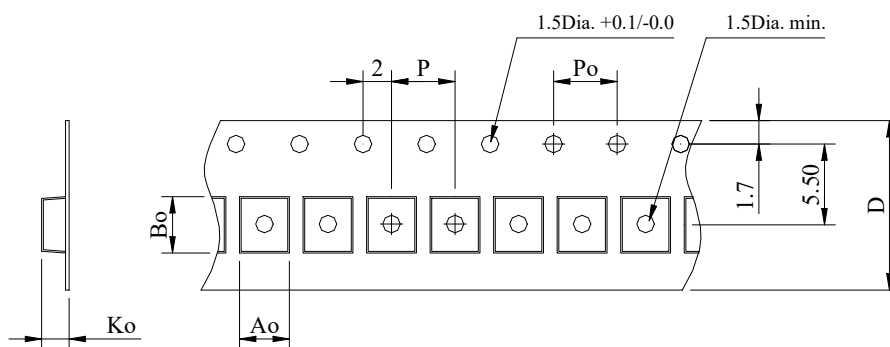 1.5Dia. +0.1/-0.0
1.5Dia. min.
2
P
Po
1.7
5.50
D
Bo
Ko
Ao